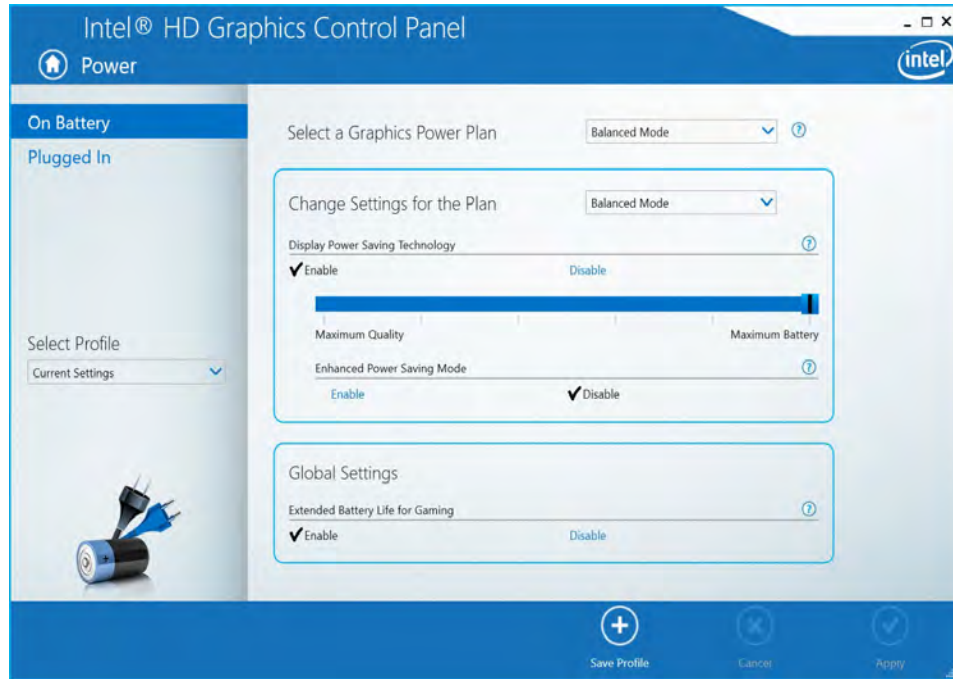 Intel® HD Graphics Control Panel
Power
intel
On Battery
Plugged In
Select Profile
Current Settings
Select a Graphics Power Plan
Balanced Mode
?
Change Settings for the Plan
Balanced Mode
Display Power Saving Technology
?
✔Enable
Disable
Maximum Quality
Maximum Battery
Enhanced Power Saving Mode
?
Enable
✔Disable
Global Settings
Extended Battery Life for Gaming
?
✔Enable
Disable
Save Profile
Cancel
Apply